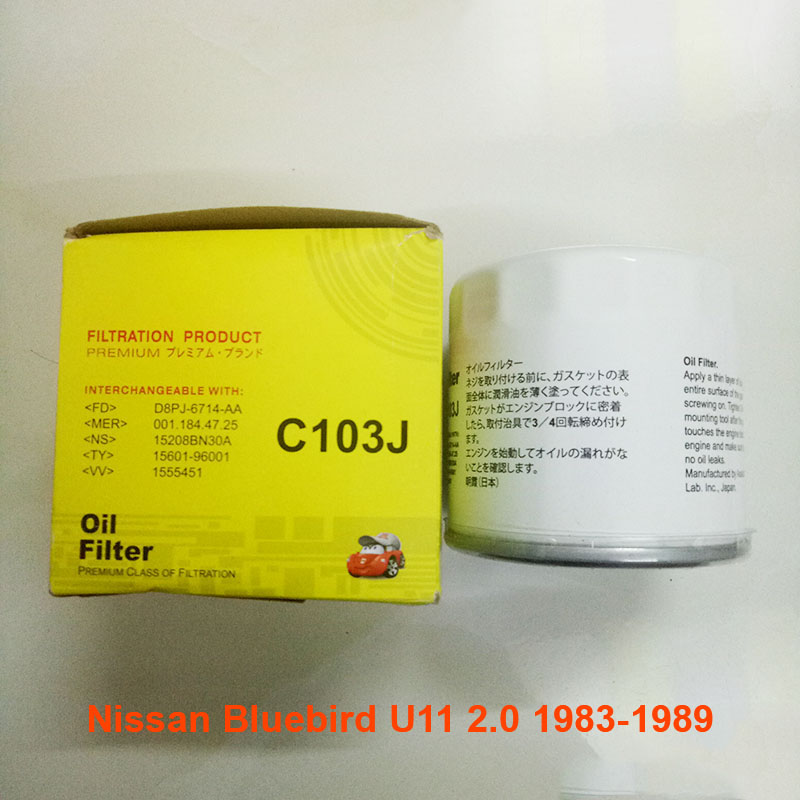 FILTRATION PRODUCT
PREMIUM プレミアム・ブランド
INTERCHANGEABLE WITH:
<FD> D8PJ-6714-AA
<MER> 001.184.47.25
<NS> 15208BN30A
<TY> 15601-96001
<VV> 1555451
C103J
Oil
Filter
PREMIUM CLASS OF FILTRATION
オイルフィルター
ネジを取り付ける前に、ガスケットの表
面全体に潤滑油を薄く塗ってください。
ガスケットがエンジンブロックに密着
したら、取付治具で3/4回転締め付け
ます。
エンジンを始動してオイルの漏れがな
いことを確認します。
明霞(日本)
Oil Filter.
Apply a thin layer of
entire surface of the
screwing on.
mounting tool after
touches the engine
engine and make
no oil leaks.
Manufactured by
Lab. Inc., Japan.
Nissan Bluebird U11 2.0 1983-1989